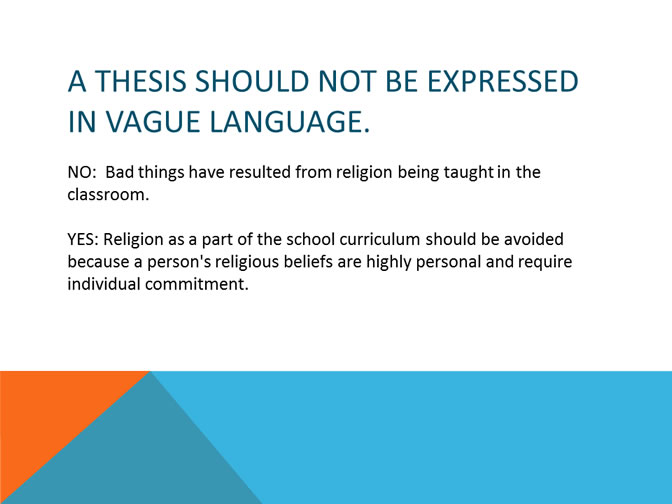 A THESIS SHOULD NOT BE EXPRESSED
IN VAGUE LANGUAGE.
NO:  Bad things have resulted from religion being taught in the
classroom.
YES: Religion as a part of the school curriculum should be avoided
because a person's religious beliefs are highly personal and require
individual commitment.